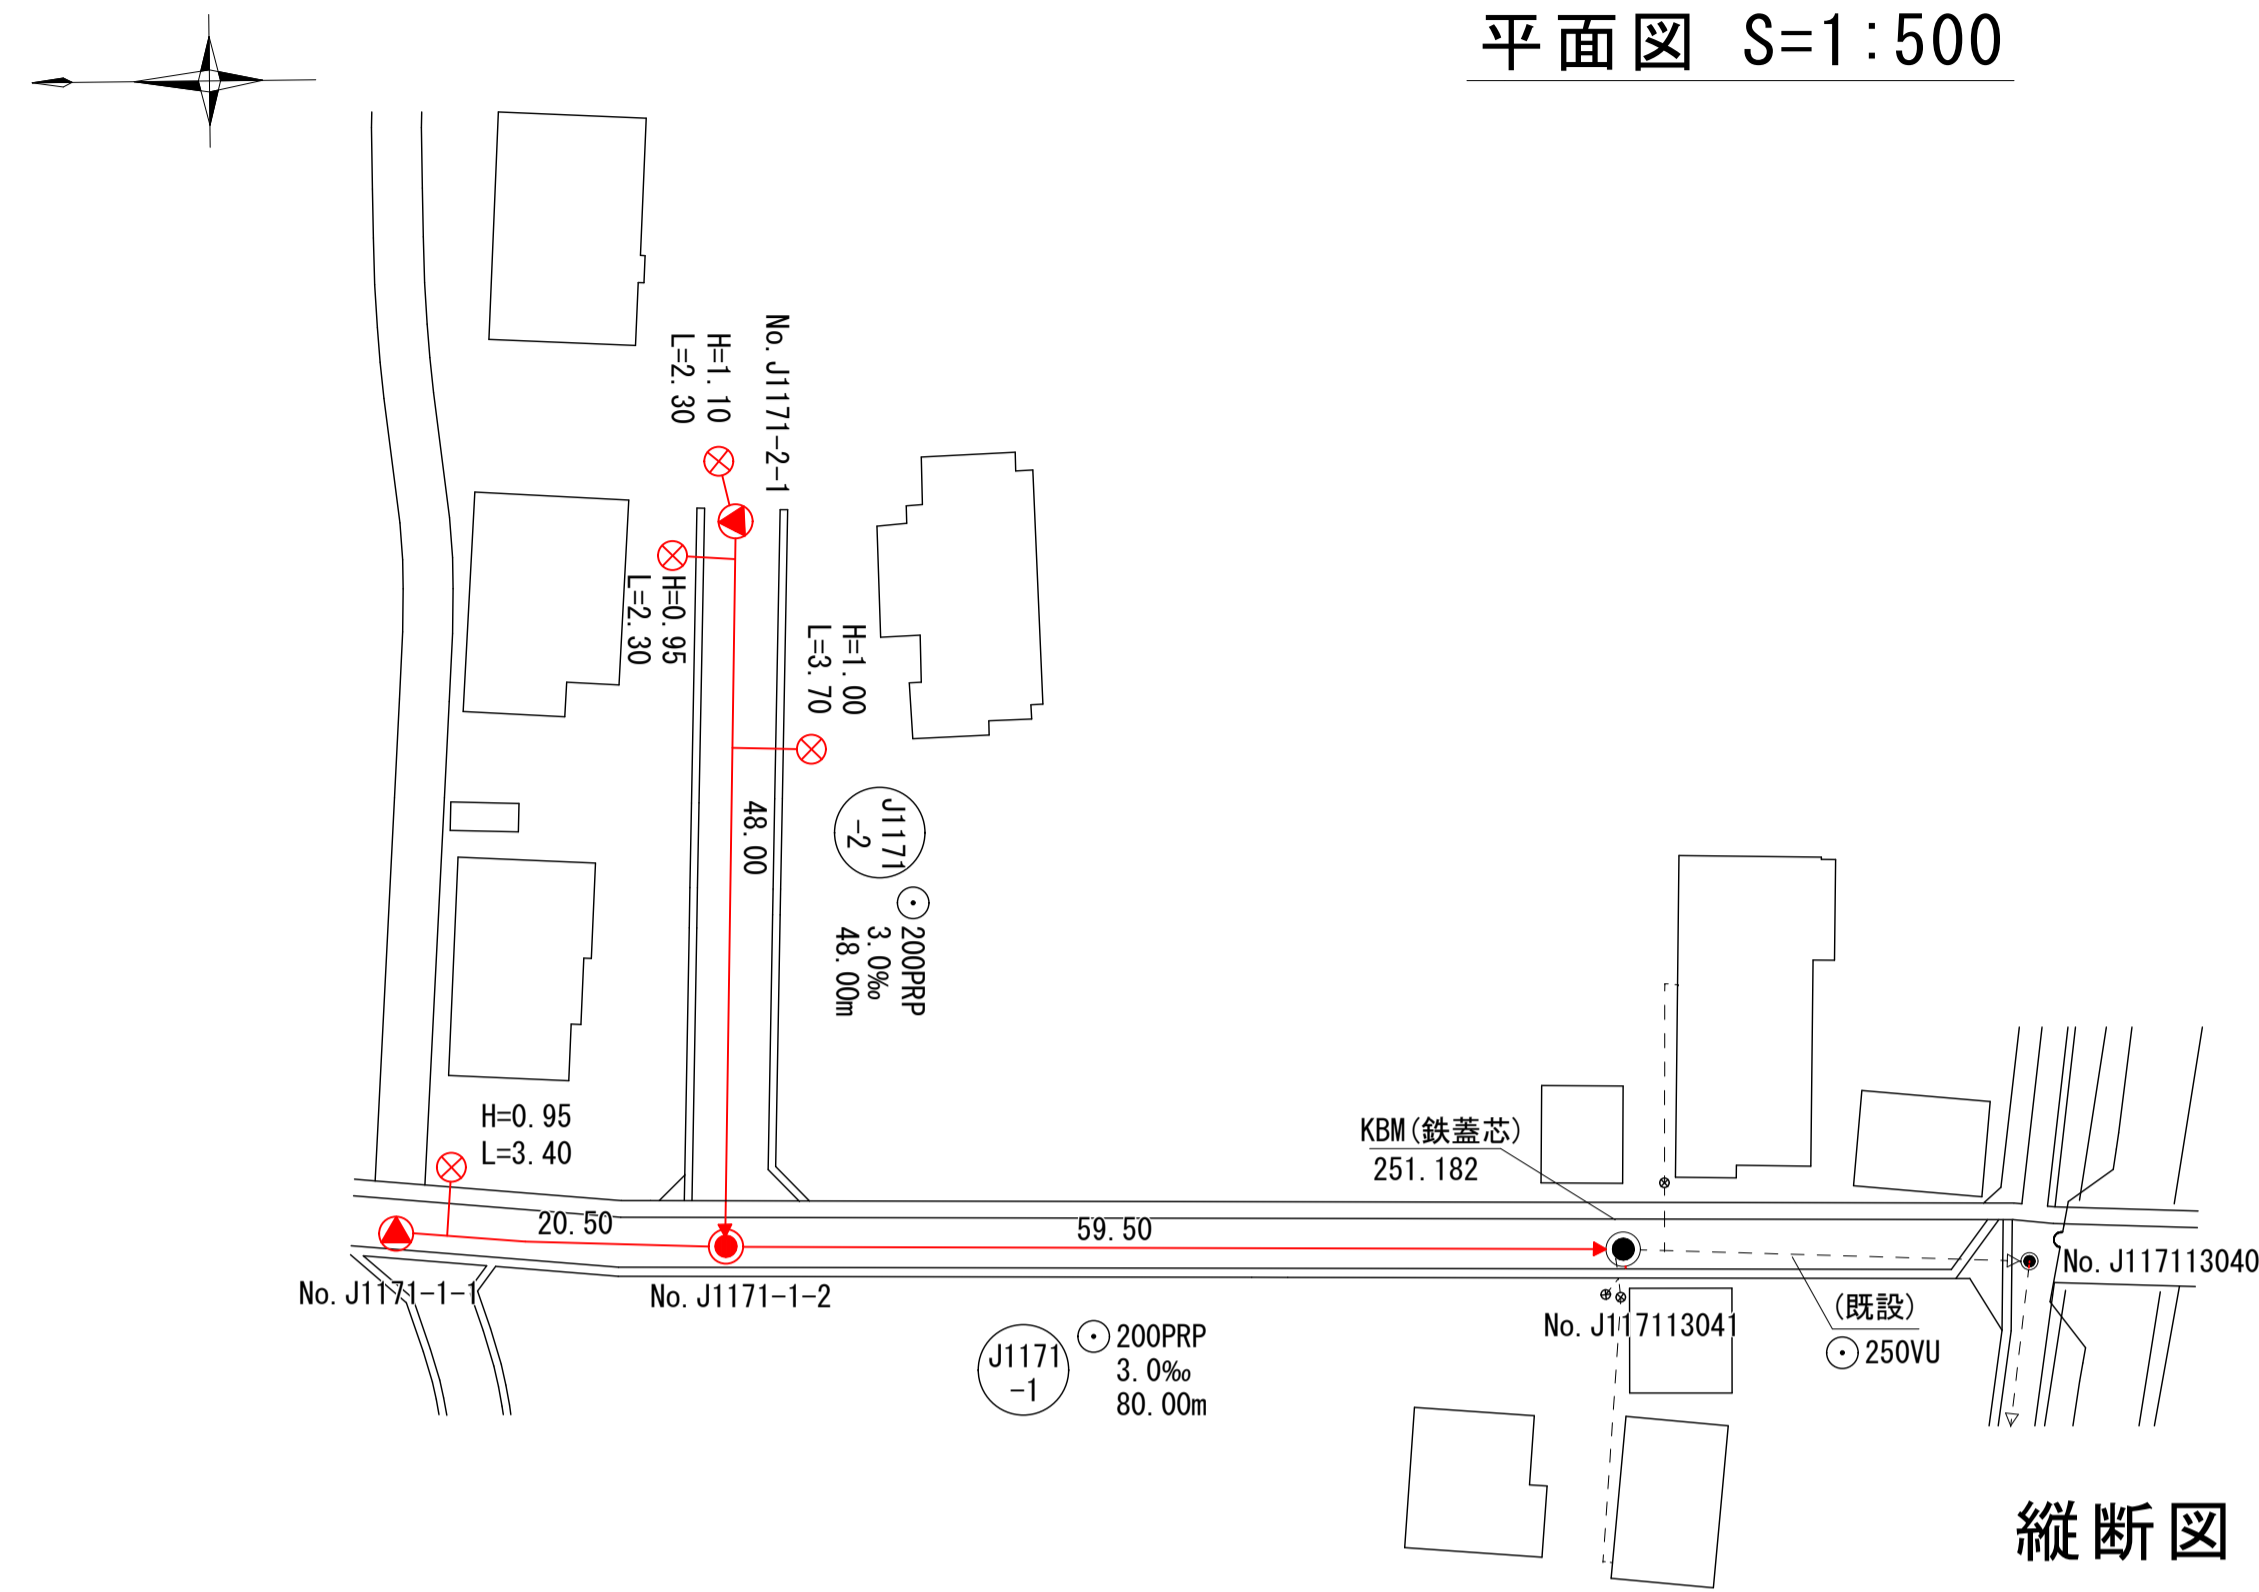 平面図 S=1:500
No. J1171-2-1
H=1. 10
L=2. 30
H=0. 95
L=2. 30
H=1. 00
L=3. 70
48. 00
J1171
-2
200PRP
3. 0‰
48. 00m
H=0. 95
L=3. 40
KBM(鉄蓋芯)
251.182
20. 50
59. 50
No. J1171-1-1
No. J1171-1-2
No. J117113040
(既設)
250VU
No. J117113041
J1171
-1
200PRP
3. 0‰
80. 00m
縦断図